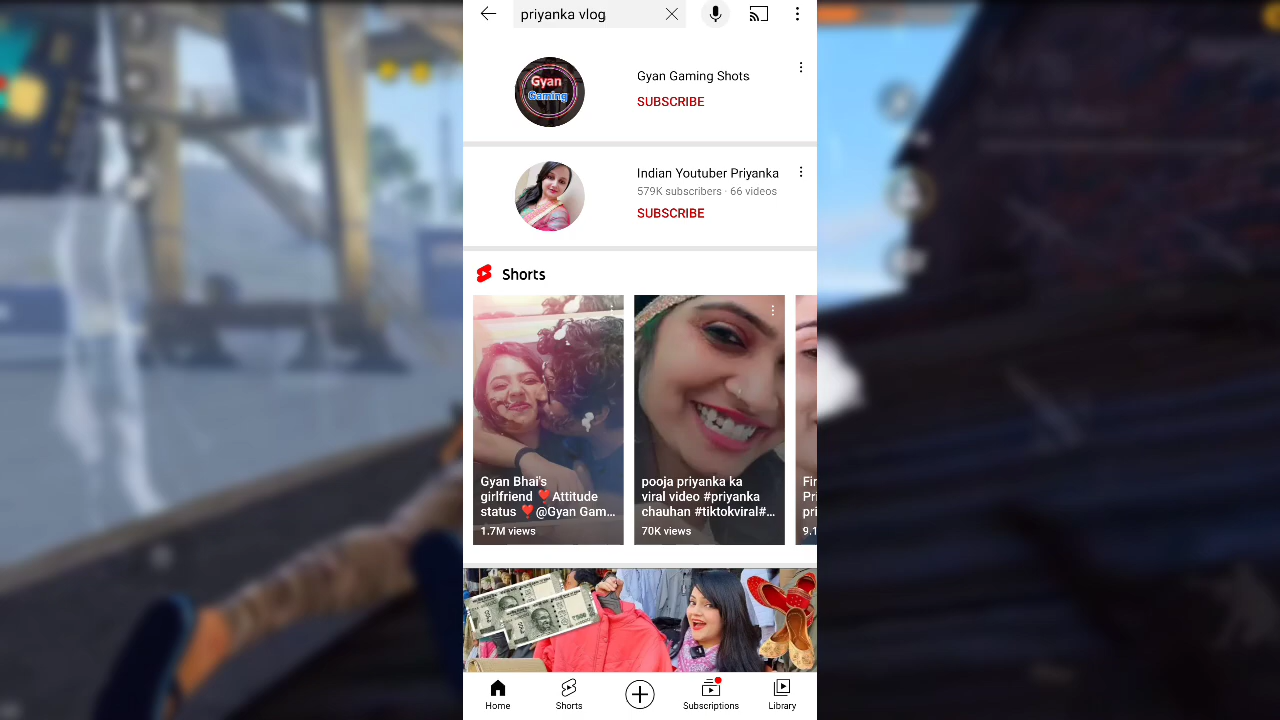 priyanka vlog
Gyan
Gaming
Gyan Gaming Shots
SUBSCRIBE
Indian Youtuber Priyanka
579K subscribers · 66 videos
SUBSCRIBE
Shorts
Gyan Bhai's
girlfriend ❤️Attitude
status ❤️@Gyan Gam...
1.7M views
pooja priyanka ka
viral video #priyanka
chauhan #tiktokviral#...
70K views
Home
Shorts
Subscriptions
Library